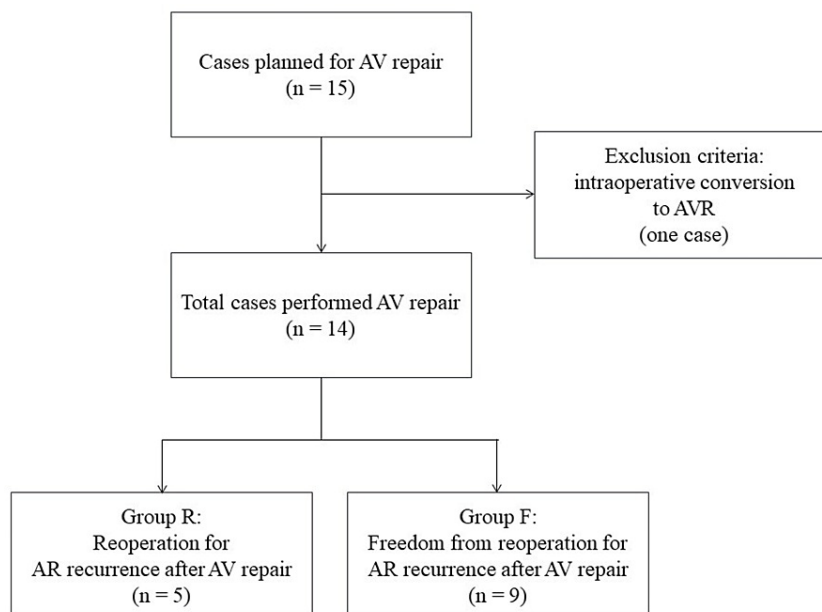 Cases planned for AV repair
(n = 15)
Exclusion criteria:
intraoperative conversion
to AVR
(one case)
Total cases performed AV repair
(n = 14)
Group R:
Reoperation for
AR recurrence after AV repair
(n = 5)
Group F:
Freedom from reoperation for
AR recurrence after AV repair
(n = 9)